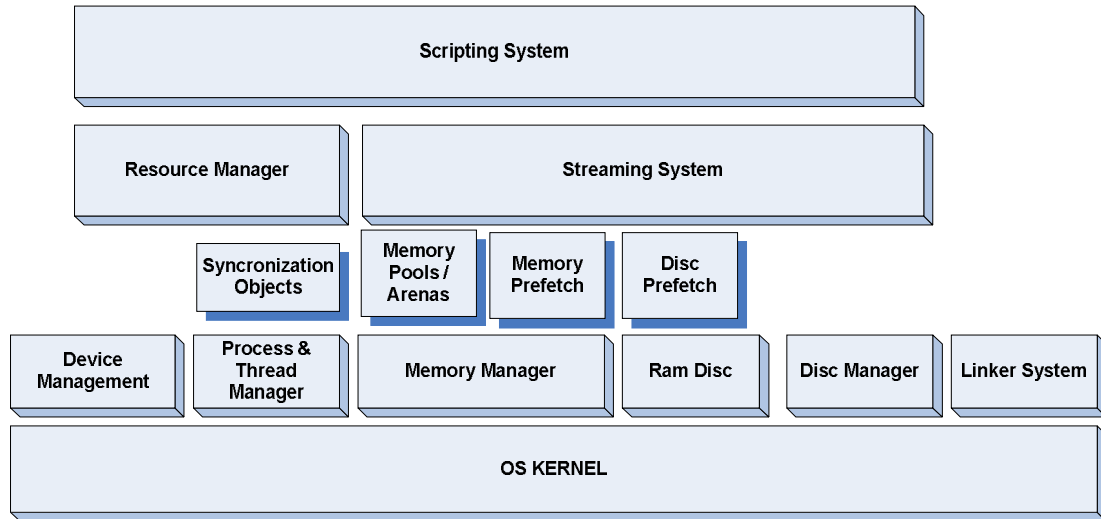 Scripting System
Resource Manager
Streaming System
Syncronization
Objects
Memory
Pools /
Arenas
Memory
Prefetch
Disc
Prefetch
Device
Management
Process &
Thread
Manager
Memory Manager
Ram Disc
Disc Manager
Linker System
OS KERNEL